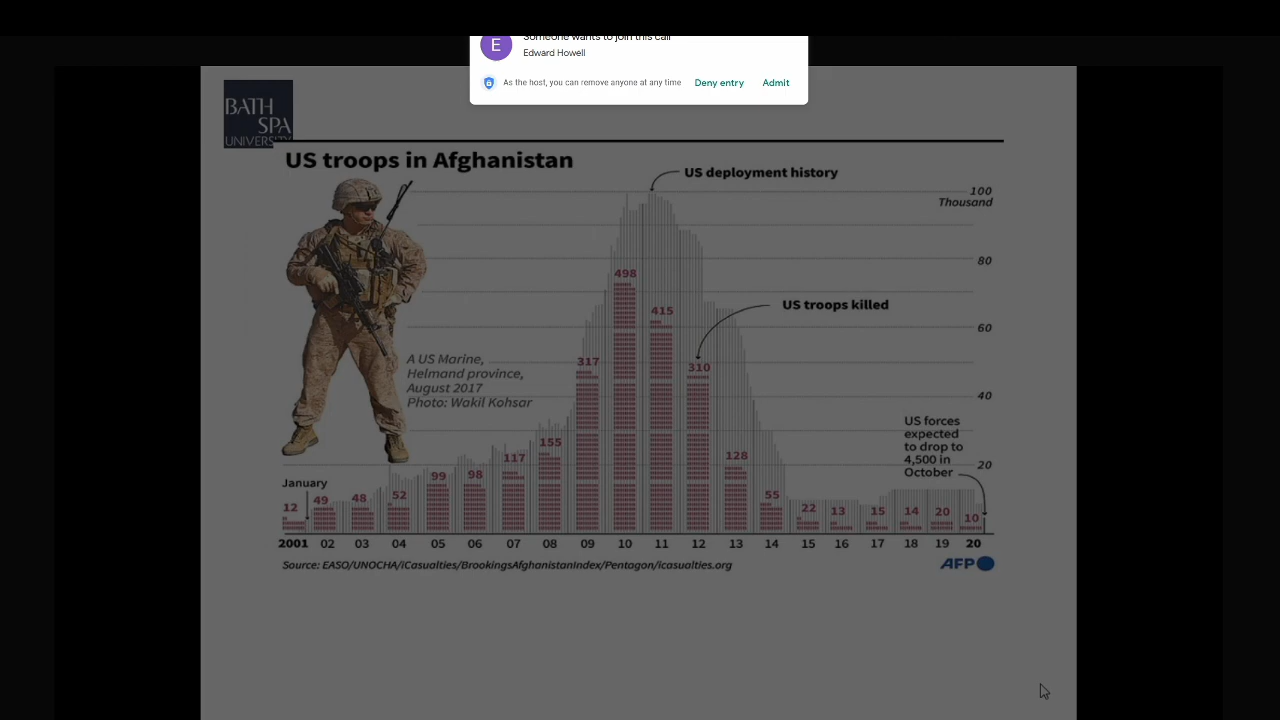 Someone wants to join this call
E
Edward Howell
As the host, you can remove anyone at any time
Deny entry
Admit
BATH
SPA
UNIVERSITY
US troops in Afghanistan
US deployment history
100
Thousand
80
60
40
20
US troops killed
A US Marine,
Helmand province,
August 2017
Photo: Wakil Kohsar
US forces
expected
to drop to
4,500 in
October
January
12 49 48 52 99 98 117 155 317 498 415 310 128 55 22 13 15 14 20 10
2001 02 03 04 05 06 07 08 09 10 11 12 13 14 15 16 17 18 19 20
Source: EASO/UNOCHA/iCasualties/BrookingsAfghanistanIndex/Pentagon/icasualties.org
AFP